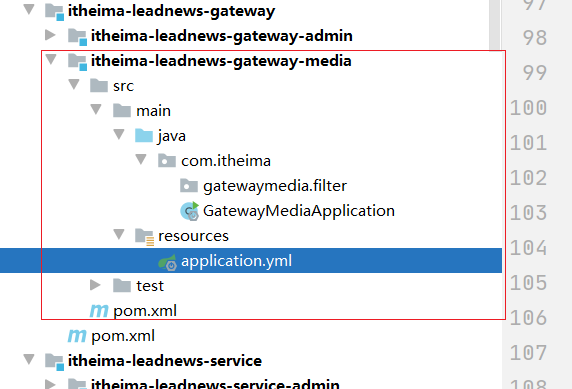 itheima-leadnews-gateway
97
itheima-leadnews-gateway-admin
98
itheima-leadnews-gateway-media
99
src
main
100
java
101
com.itheima
102
gatewaymedia.filter
GatewayMediaApplication
103
resources
104
application.yml
105
test
pom.xml
106
pom.xml
107
itheima-leadnews-service
itheima-leadnews-service-admin
108